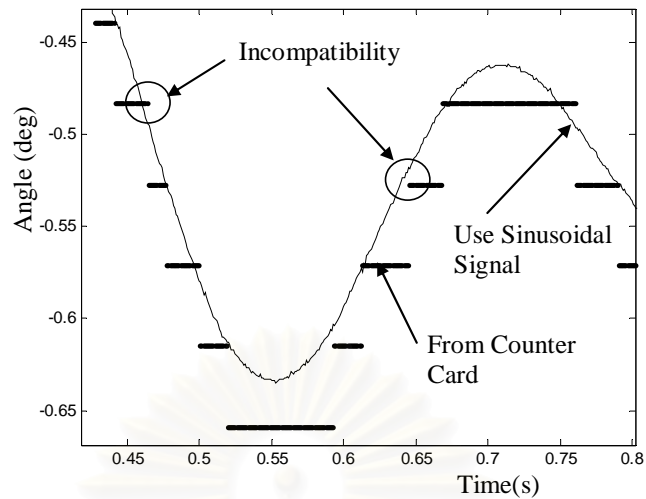 -0.45
Incompatibility
-0.5
Angle (deg)
-0.55
Use Sinusoidal
Signal
-0.6
From Counter
Card
-0.65
0.45 0.5 0.55 0.6 0.65 0.7 0.75 0.8
Time(s)